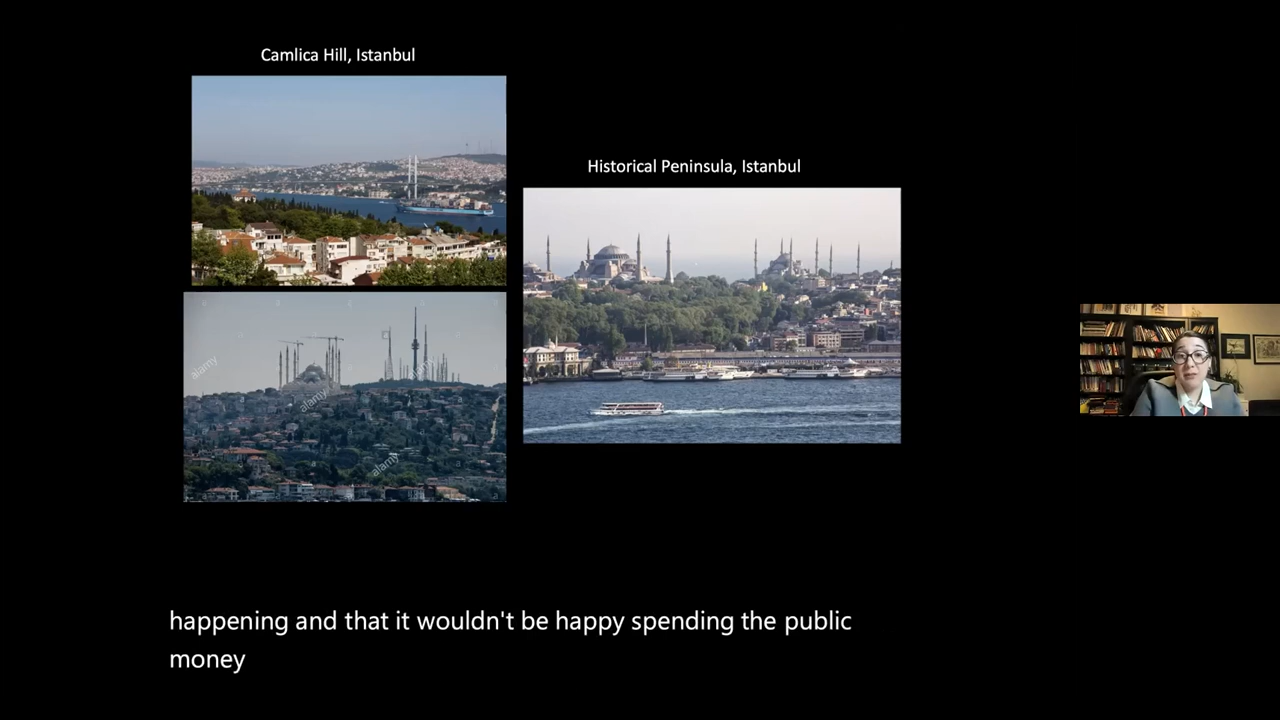 Camlica Hill, Istanbul
Historical Peninsula, Istanbul
alamy
alamy
alamy
alamy
happening and that it wouldn't be happy spending the public
money